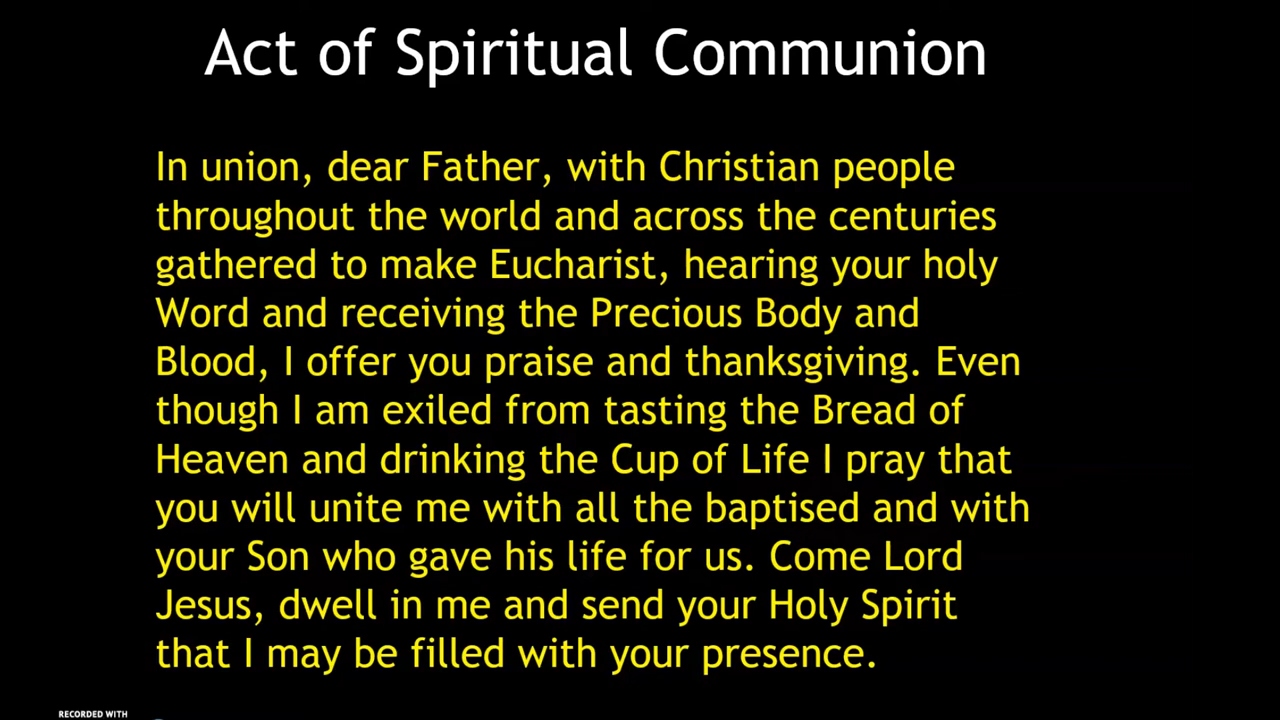 Act of Spiritual Communion
In union, dear Father, with Christian people
throughout the world and across the centuries
gathered to make Eucharist, hearing your holy
Word and receiving the Precious Body and
Blood, I offer you praise and thanksgiving. Even
though I am exiled from tasting the Bread of
Heaven and drinking the Cup of Life I pray that
you will unite me with all the baptised and with
your Son who gave his life for us. Come Lord
Jesus, dwell in me and send your Holy Spirit
that I may be filled with your presence.
RECORDED WITH